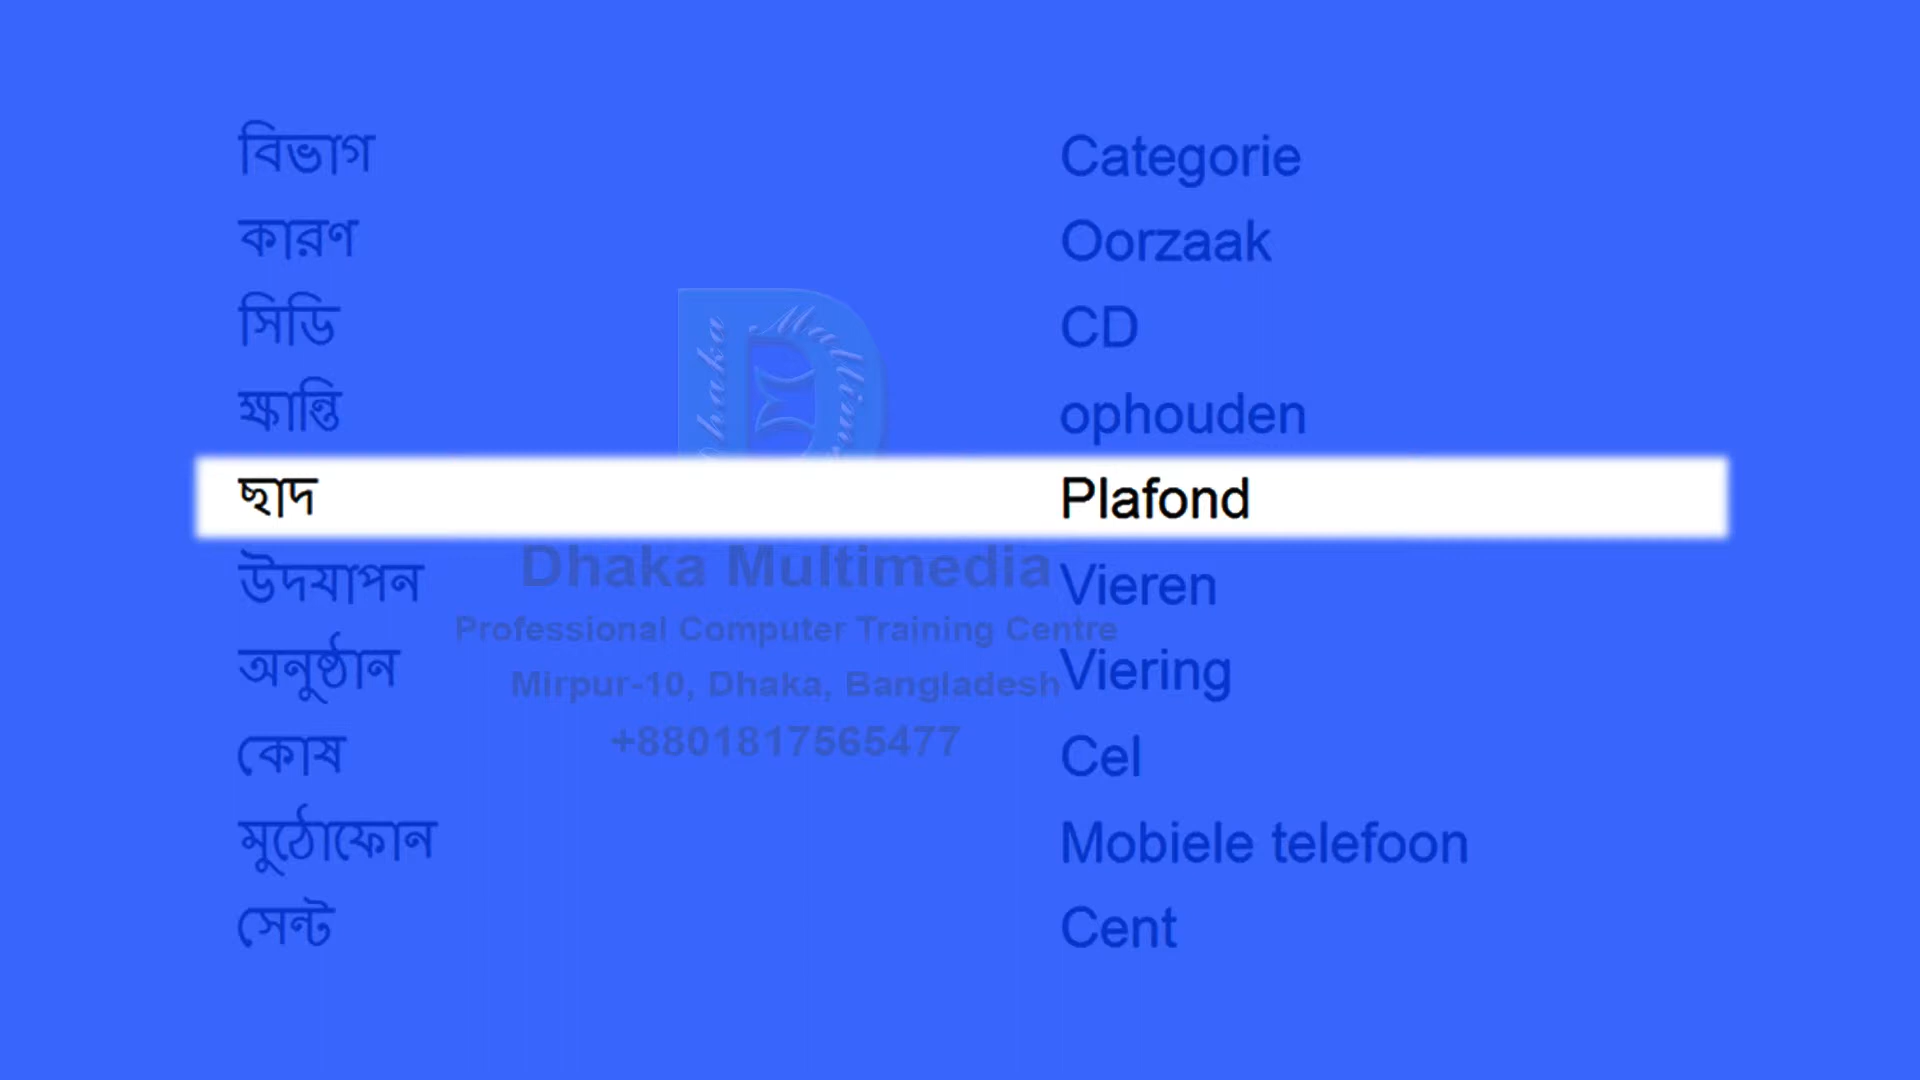 বিভাগ Categorie
কারণ Oorzaak
সিডি CD
ক্ষান্তি ophouden
ছাদ Plafond
উদযাপন Vieren
অনুষ্ঠান Viering
কোষ Cel
মুঠোফোন Mobiele telefoon
সেন্ট Cent
Dhaka Multimedia
Professional Computer Training Centre
Mirpur-10, Dhaka, Bangladesh
+8801817565477